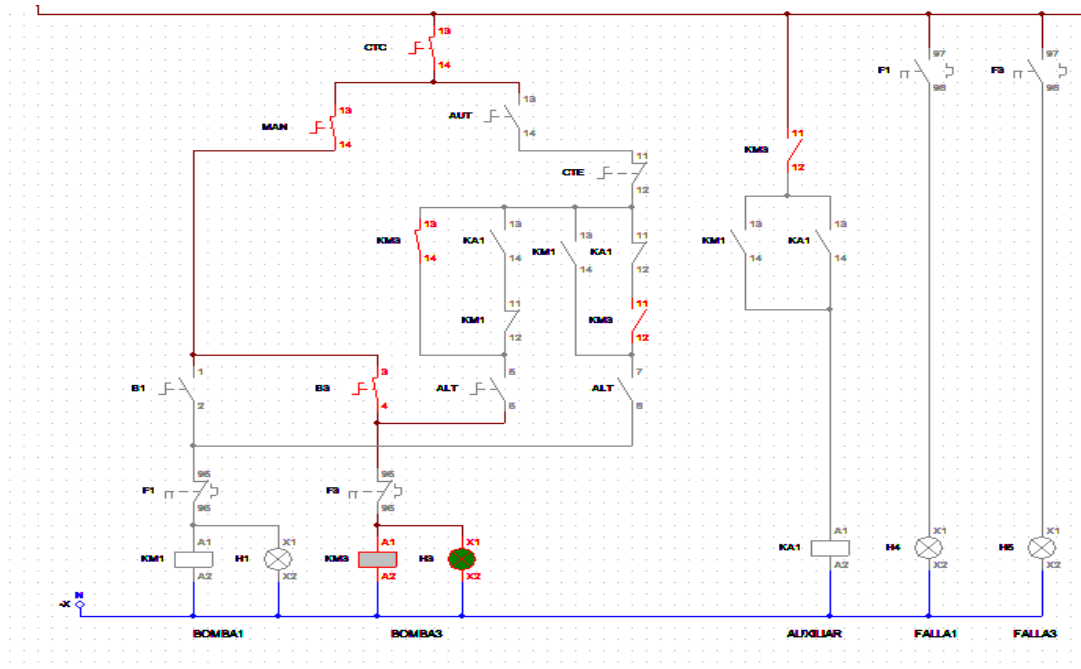 13
CTC
14
97
97
F1
F3
98
98
13
13
MAN
AUT
14
14
11
KM3
12
11
CTE
12
13
13
13
11
KM3
KA1
KM1
KA1
14
14
14
12
13
13
KM1
KA1
14
14
11
11
KM1
KM3
12
12
1
3
5
7
B1
B3
ALT
ALT
2
4
95
95
F1
F3
96
96
A1
X1
A1
X1
A1
X1
X1
KM1
H1
KM3
H3
KA1
H4
H5
A2
X2
A2
X2
A2
X2
X2
N
-X
BOMBA1
BOMBA3
AUXILIAR
FALLA1
FALLA3